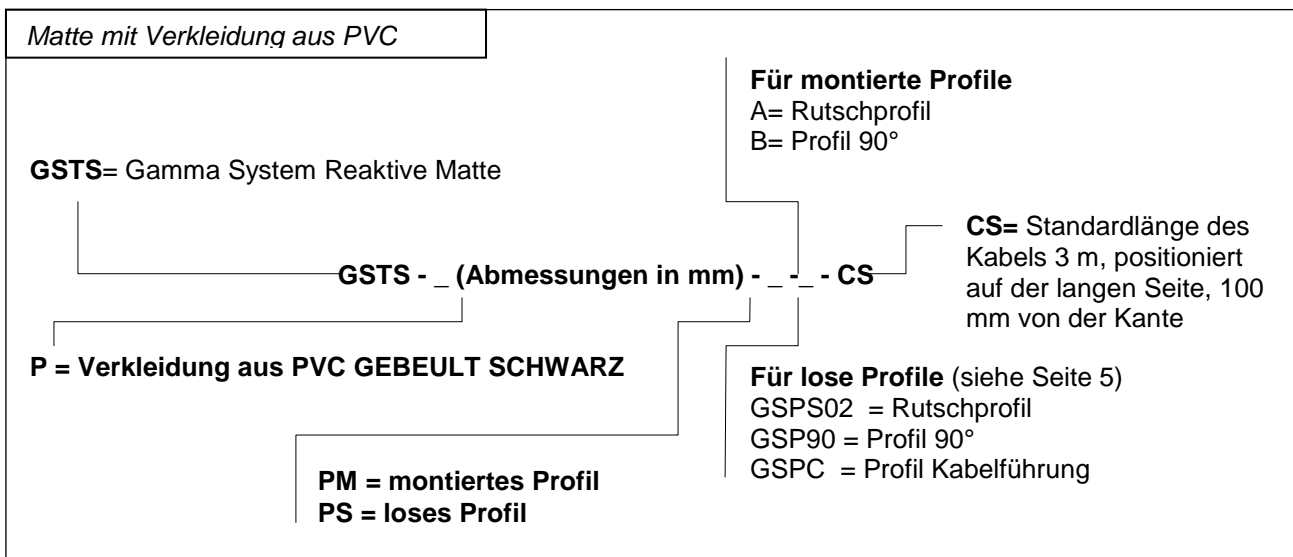 Matte mit Verkleidung aus PVC
Für montierte Profile
A= Rutschprofil
B= Profil 90°
GSTS= Gamma System Reaktive Matte
CS= Standardlänge des
Kabels 3 m, positioniert
auf der langen Seite, 100
mm von der Kante
GSTS - _ (Abmessungen in mm) - _ -_ - CS
P = Verkleidung aus PVC GEBEULT SCHWARZ
Für lose Profile (siehe Seite 5)
GSPS02 = Rutschprofil
GSP90 = Profil 90°
GSPC = Profil Kabelführung
PM = montiertes Profil
PS = loses Profil